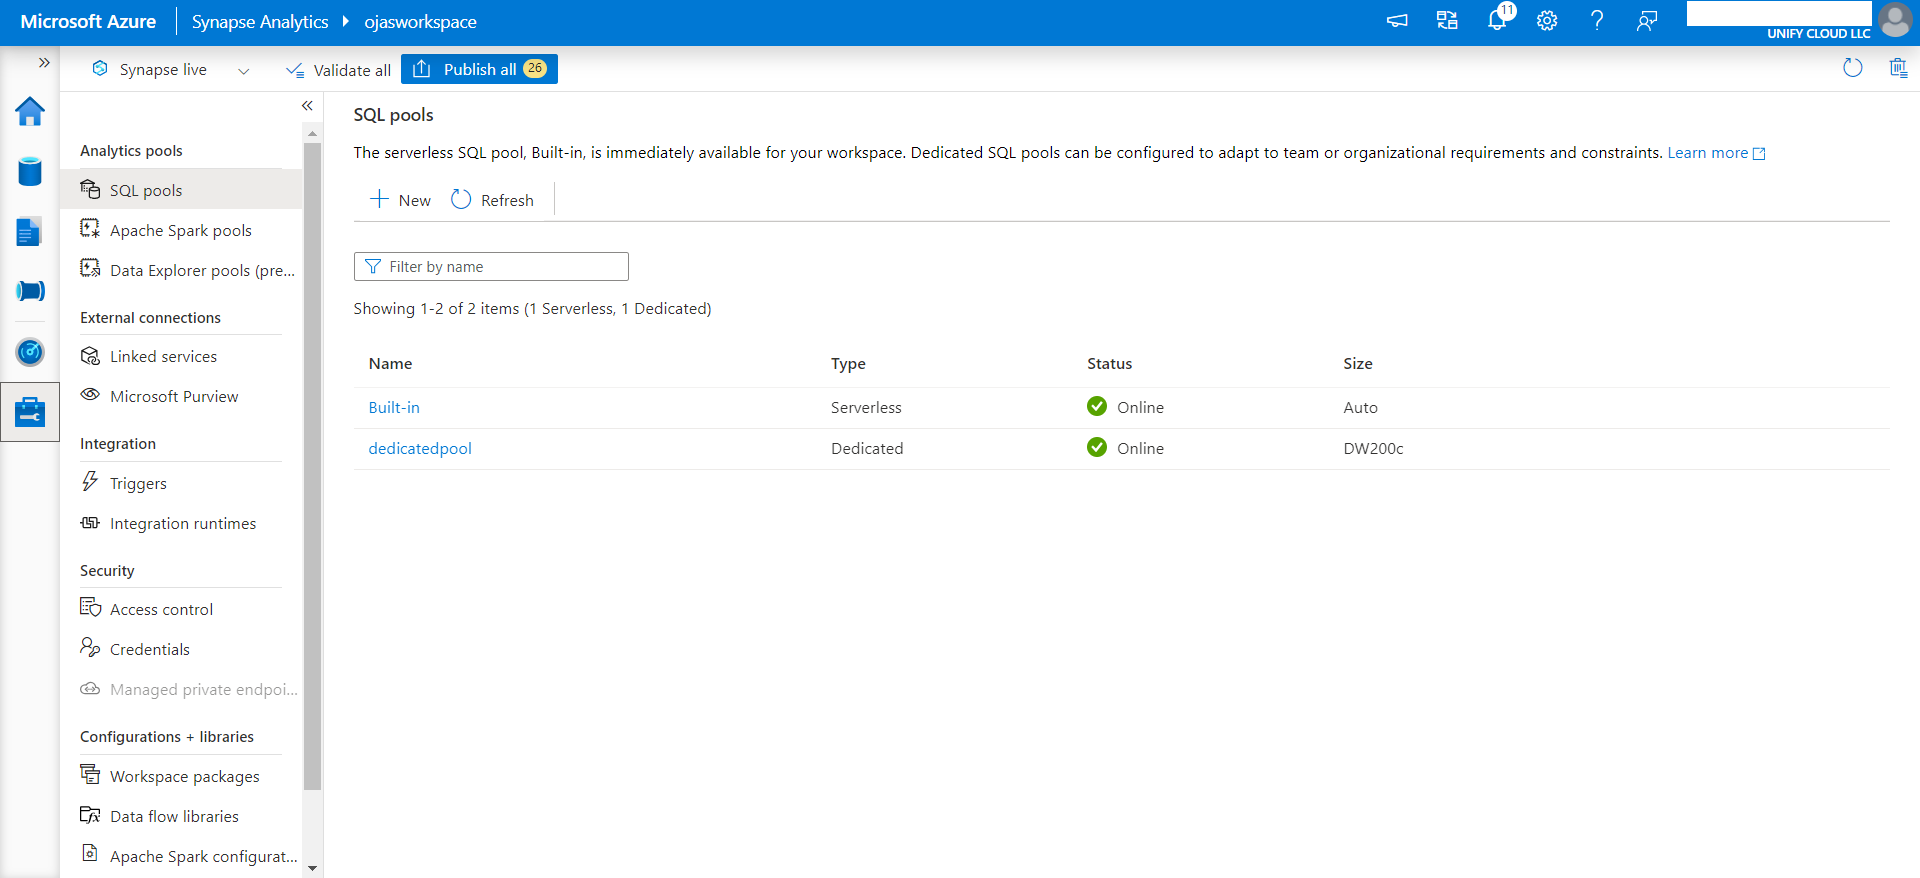 Microsoft Azure Synapse Analytics ojasworkspace 11
UNIFY CLOUD LLC
Synapse live Validate all Publish all 26
Analytics pools
SQL pools
Apache Spark pools
Data Explorer pools (pre...
External connections
Linked services
Microsoft Purview
Integration
Triggers
Integration runtimes
Security
Access control
Credentials
Managed private endpoi...
Configurations + libraries
Workspace packages
Data flow libraries
Apache Spark configurat...
SQL pools
The serverless SQL pool, Built-in, is immediately available for your workspace. Dedicated SQL pools can be configured to adapt to team or organizational requirements and constraints. Learn more
New Refresh
Filter by name
Showing 1-2 of 2 items (1 Serverless, 1 Dedicated)
Name Type Status Size
Built-in Serverless Online Auto
dedicatedpool Dedicated Online DW200c